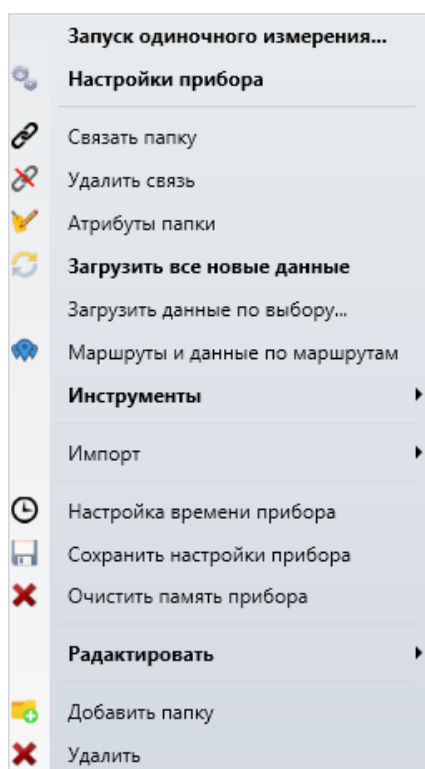 Запуск одиночного измерения...
Настройки прибора
Связать папку
Удалить связь
Атрибуты папки
Загрузить все новые данные
Загрузить данные по выбору...
Маршруты и данные по маршрутам
Инструменты
Импорт
Настройка времени прибора
Сохранить настройки прибора
Очистить память прибора
Радактировать
Добавить папку
Удалить